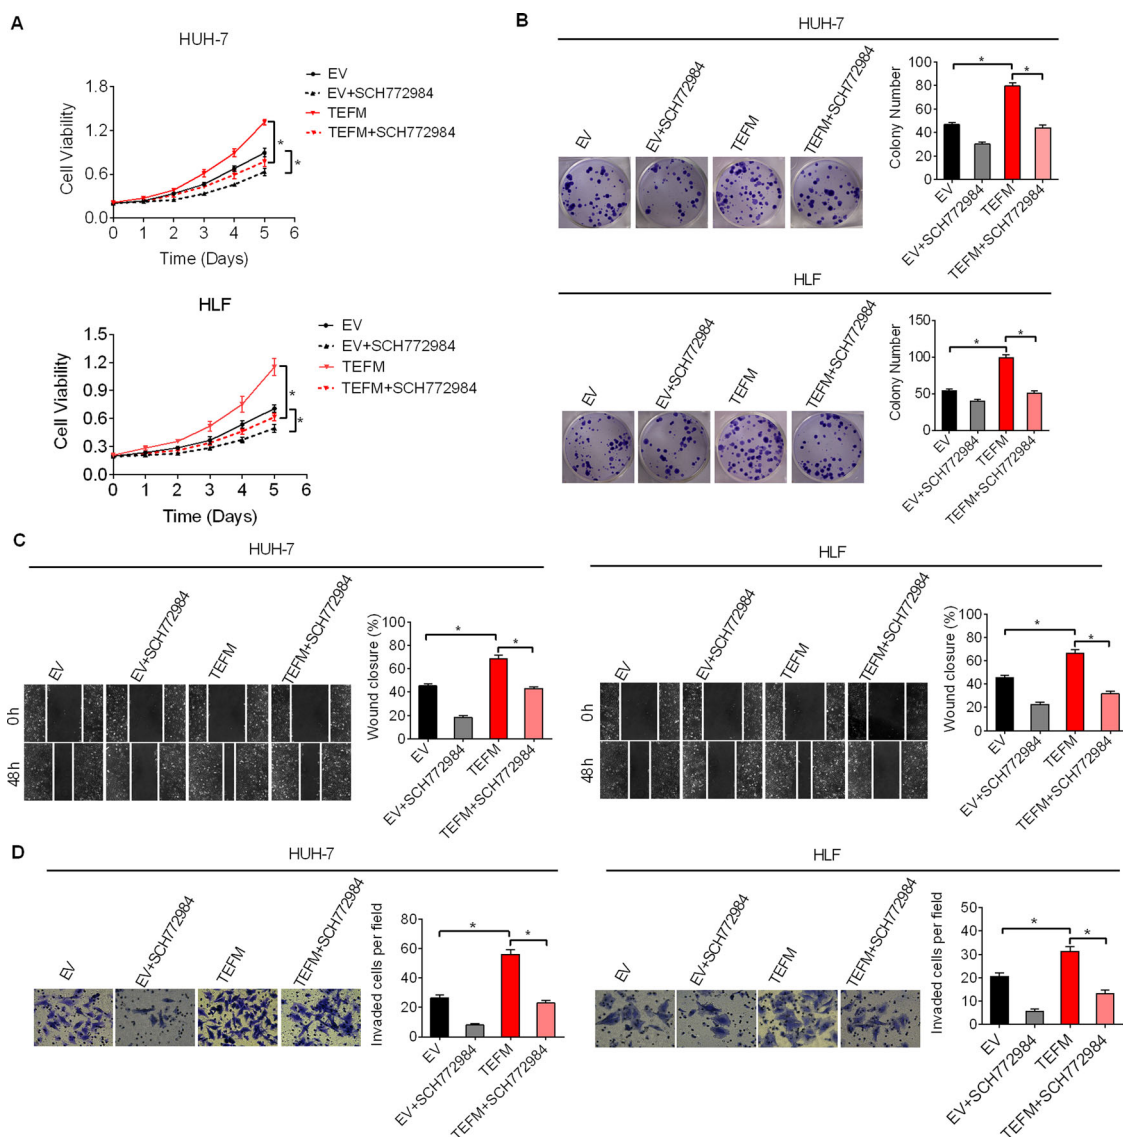 A
HUH-7
EV
EV+SCH772984
TEFM
TEFM+SCH772984
Cell Viability
1.8
1.2
0.6
0.0
*
*
0 1 2 3 4 5 6
Time (Days)
HLF
EV
EV+SCH772984
TEFM
TEFM+SCH772984
Cell Viability
1.5
1.2
0.9
0.6
0.3
0.0
*
*
0 1 2 3 4 5 6
Time (Days)
B
HUH-7
EV
EV+SCH772984
TEFM
TEFM+SCH772984
Colony Number
100
80
60
40
20
0
*
*
EV
EV+SCH772984
TEFM
TEFM+SCH772984
HLF
EV
EV+SCH772984
TEFM
TEFM+SCH772984
Colony Number
150
100
50
0
*
*
EV
EV+SCH772984
TEFM
TEFM+SCH772984
C
HUH-7
EV
EV+SCH772984
TEFM
TEFM+SCH772984
0h
48h
Wound closure (%)
100
80
60
40
20
0
*
*
EV
EV+SCH772984
TEFM
TEFM+SCH772984
HLF
EV
EV+SCH772984
TEFM
TEFM+SCH772984
0h
48h
Wound closure (%)
100
80
60
40
20
0
*
*
EV
EV+SCH772984
TEFM
TEFM+SCH772984
D
HUH-7
EV
EV+SCH772984
TEFM
TEFM+SCH772984
Invaded cells per field
80
60
40
20
0
*
*
EV
EV+SCH772984
TEFM
TEFM+SCH772984
HLF
EV
EV+SCH772984
TEFM
TEFM+SCH772984
Invaded cells per field
50
40
30
20
10
0
*
*
EV
EV+SCH772984
TEFM
TEFM+SCH772984